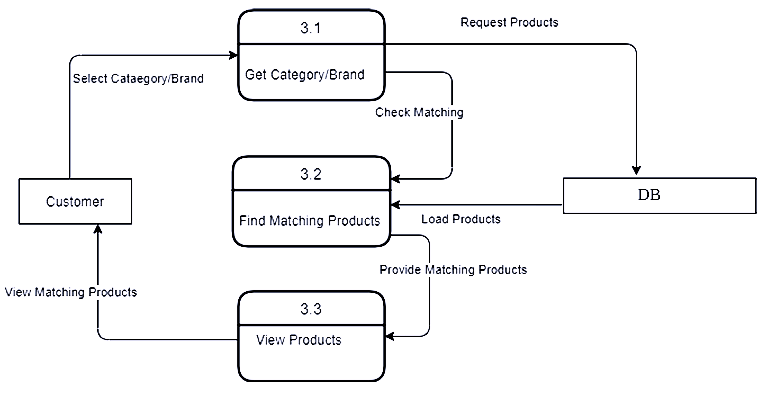 Request Products
3.1
Select Cataegory/Brand
Get Category/Brand
Check Matching
3.2
Customer
DB
Find Matching Products
Load Products
Provide Matching Products
View Matching Products
3.3
View Products